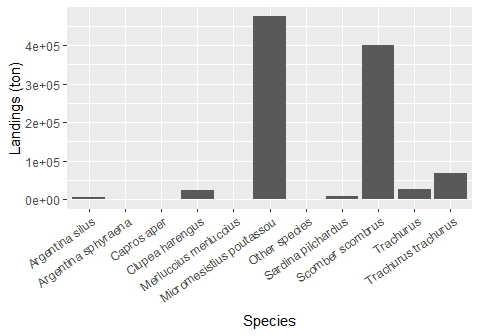 Landings (ton)
4e+05
3e+05
2e+05
1e+05
0e+00
Argentina silus
Argentina sphyraena
Capros aper
Clupea harengus
Merluccius merluccius
Micromesistius poutassou
Other species
Sardina pilchardus
Scomber scombrus
Trachurus
Trachurus trachurus
Species